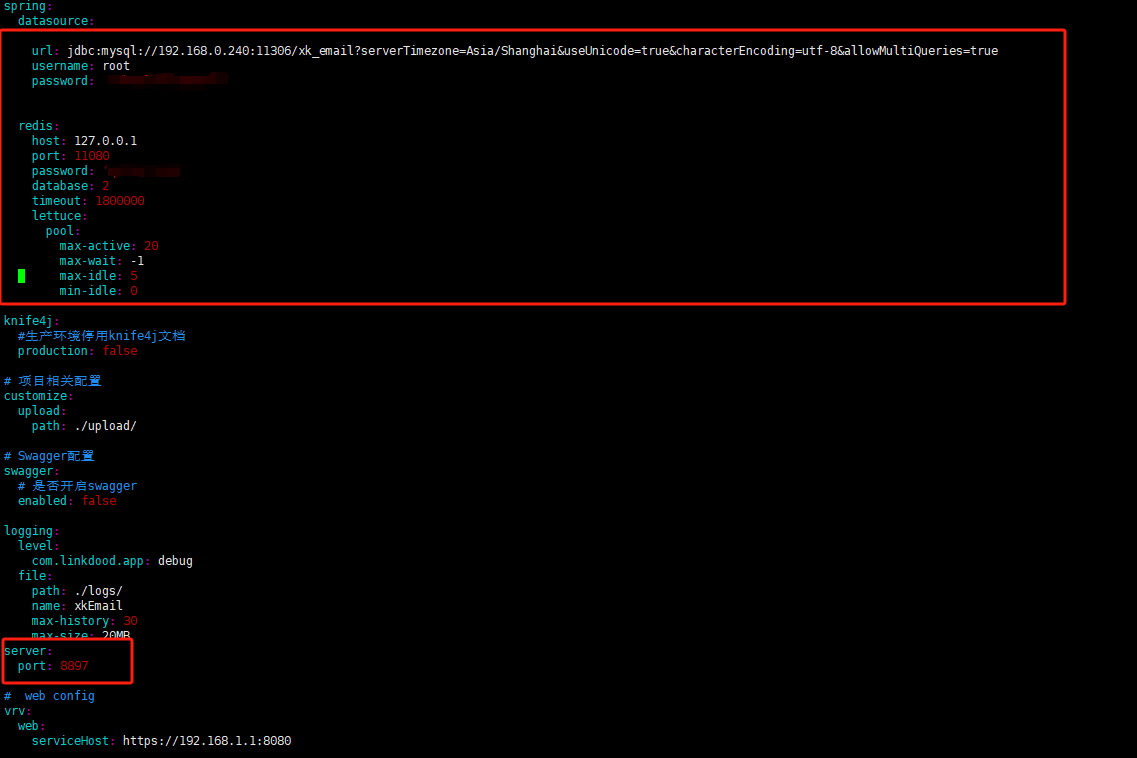 spring:
datasource:
url: jdbc:mysql://192.168.0.240:11306/xk_email?serverTimezone=Asia/Shanghai&useUnicode=true&characterEncoding=utf-8&allowMultiQueries=true
username: root
password:
redis:
host: 127.0.0.1
port: 11080
password:
database: 2
timeout: 1800000
lettuce:
pool:
max-active: 20
max-wait: -1
max-idle: 5
min-idle: 0
knife4j:
#生产环境停用knife4j文档
production: false
# 项目相关配置
customize:
upload:
path: ./upload/
# Swagger配置
swagger:
# 是否开启swagger
enabled: false
logging:
level:
com.linkdood.app: debug
file:
path: ./logs/
name: xkEmail
max-history: 30
max-size: 20MB
server:
port: 8897
#  web config
vrv:
web:
serviceHost: https://192.168.1.1:8080